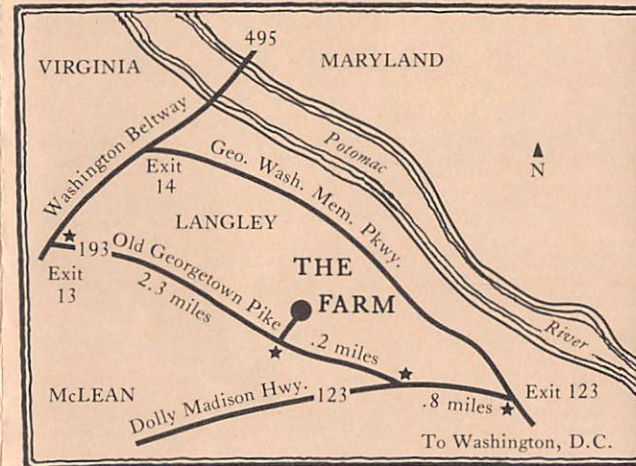 495
VIRGINIA
MARYLAND
Washington Beltway
Potomac
Exit
14
Geo. Wash. Mem. Pkwy.
N
LANGLEY
193
Old Georgetown Pike
Exit
13
2.3 miles
THE
FARM
River
.2 miles
McLEAN
Dolly Madison Hwy.
123
.8 miles
Exit 123
To Washington, D.C.